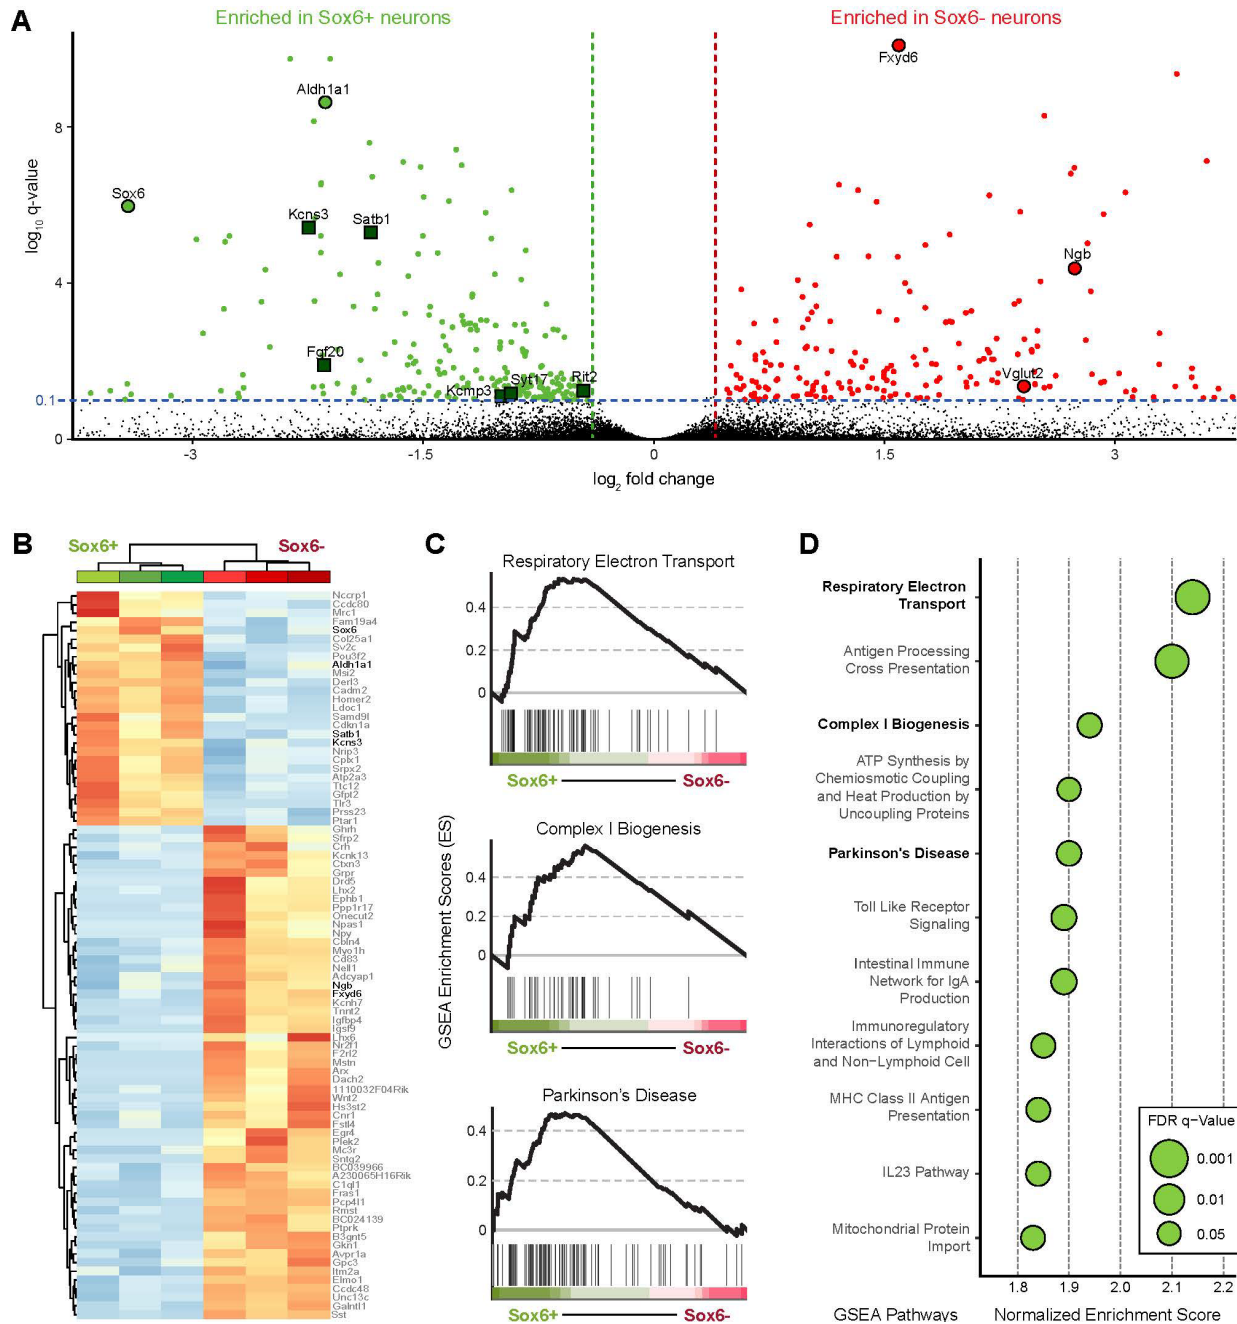 A
Enriched in Sox6+ neurons
Enriched in Sox6- neurons
Fxyd6
Aldh1a1
Sox6
Kcns3
Satb1
Ngb
Fgf20
Kcmp3
Syt17
Rit2
Vglut2
log10 q-value
8
4
0.1
0
-3
-1.5
0
1.5
3
log2 fold change
B
Sox6+
Sox6-
Nccrp1
Ccdc80
Mrc1
Fam19a4
Sox6
Col25a1
Sv2c
Pou3f2
Aldh1a1
Msi2
Derl3
Cadm2
Homer2
Ldoc1
Samd9l
Cdkn1a
Satb1
Kcns3
Nrip3
Cplx1
Srpx2
Atp2a3
Ttc12
Gfpt2
Tlr3
Prss23
Ptar1
Ghrh
Sfrp2
Crh
Kcnk13
Ctxn3
Grpr
Drd5
Lhx2
Ephb1
Ppp1r17
Onecut2
Npas1
Npy
Cbln4
Myo1h
Cd83
Nell1
Adcyap1
Ngb
Fxyd6
Kcnh7
Tnnt2
Igfbp4
Igsf9
Lhx6
Nr2f1
F2rl2
Mstn
Arx
Dach2
1110032F04Rik
Wnt2
Hs3st2
Cnr1
Fstl4
Egr4
Plek2
Mc3r
Sntg2
BC039966
A230065H16Rik
C1ql1
Fras1
Pcp4l1
Rmst
BC024139
Ptprk
B3gnt5
Gkn1
Avpr1a
Gpc3
Itm2a
Elmo1
Ccdc48
Unc13c
Galntl1
Sst
C
GSEA Enrichment Scores (ES)
Respiratory Electron Transport
0.4
0.2
0
Sox6+
Sox6-
Complex I Biogenesis
0.4
0.2
0
Sox6+
Sox6-
Parkinson's Disease
0.4
0.2
0
Sox6+
Sox6-
D
Respiratory Electron
Transport
Antigen Processing
Cross Presentation
Complex I Biogenesis
ATP Synthesis by
Chemiosmotic Coupling
and Heat Production by
Uncoupling Proteins
Parkinson's Disease
Toll Like Receptor
Signaling
Intestinal Immune
Network for IgA
Production
Immunoregulatory
Interactions of Lymphoid
and Non-Lymphoid Cell
MHC Class II Antigen
Presentation
IL23 Pathway
Mitochondrial Protein
Import
FDR q-Value
0.001
0.01
0.05
1.8
1.9
2.0
2.1
2.2
GSEA Pathways
Normalized Enrichment Score